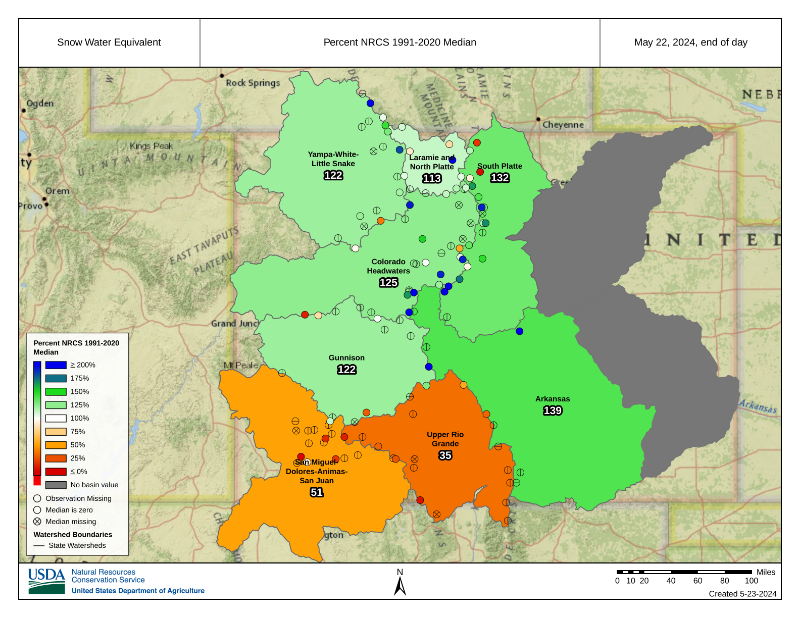 Snow Water Equivalent
Percent NRCS 1991-2020 Median
May 22, 2024, end of day
Rock Springs
Ogden
Cheyenne
Kings Peak
UINTA MOUNTAINS
Orem
Provo
EAST TAVAPUTS
PLATEAU
Grand Junc
UNITED
NEB
Arkansas
gton
Yampa-White-
Little Snake
122
Laramie and
North Platte
113
South Platte
132
Colorado
Headwaters
125
Gunnison
122
Arkansas
139
Upper Rio
Grande
35
San Miguel-
Dolores-Animas-
San Juan
51
Percent NRCS 1991-2020
Median
≥ 200%
175%
150%
125%
100%
75%
50%
25%
≤ 0%
No basin value
Observation Missing
Median is zero
Median missing
Watershed Boundaries
State Watersheds
USDA
Natural Resources
Conservation Service
United States Department of Agriculture
N
Miles
0 10 20 40 60 80 100
Created 5-23-2024